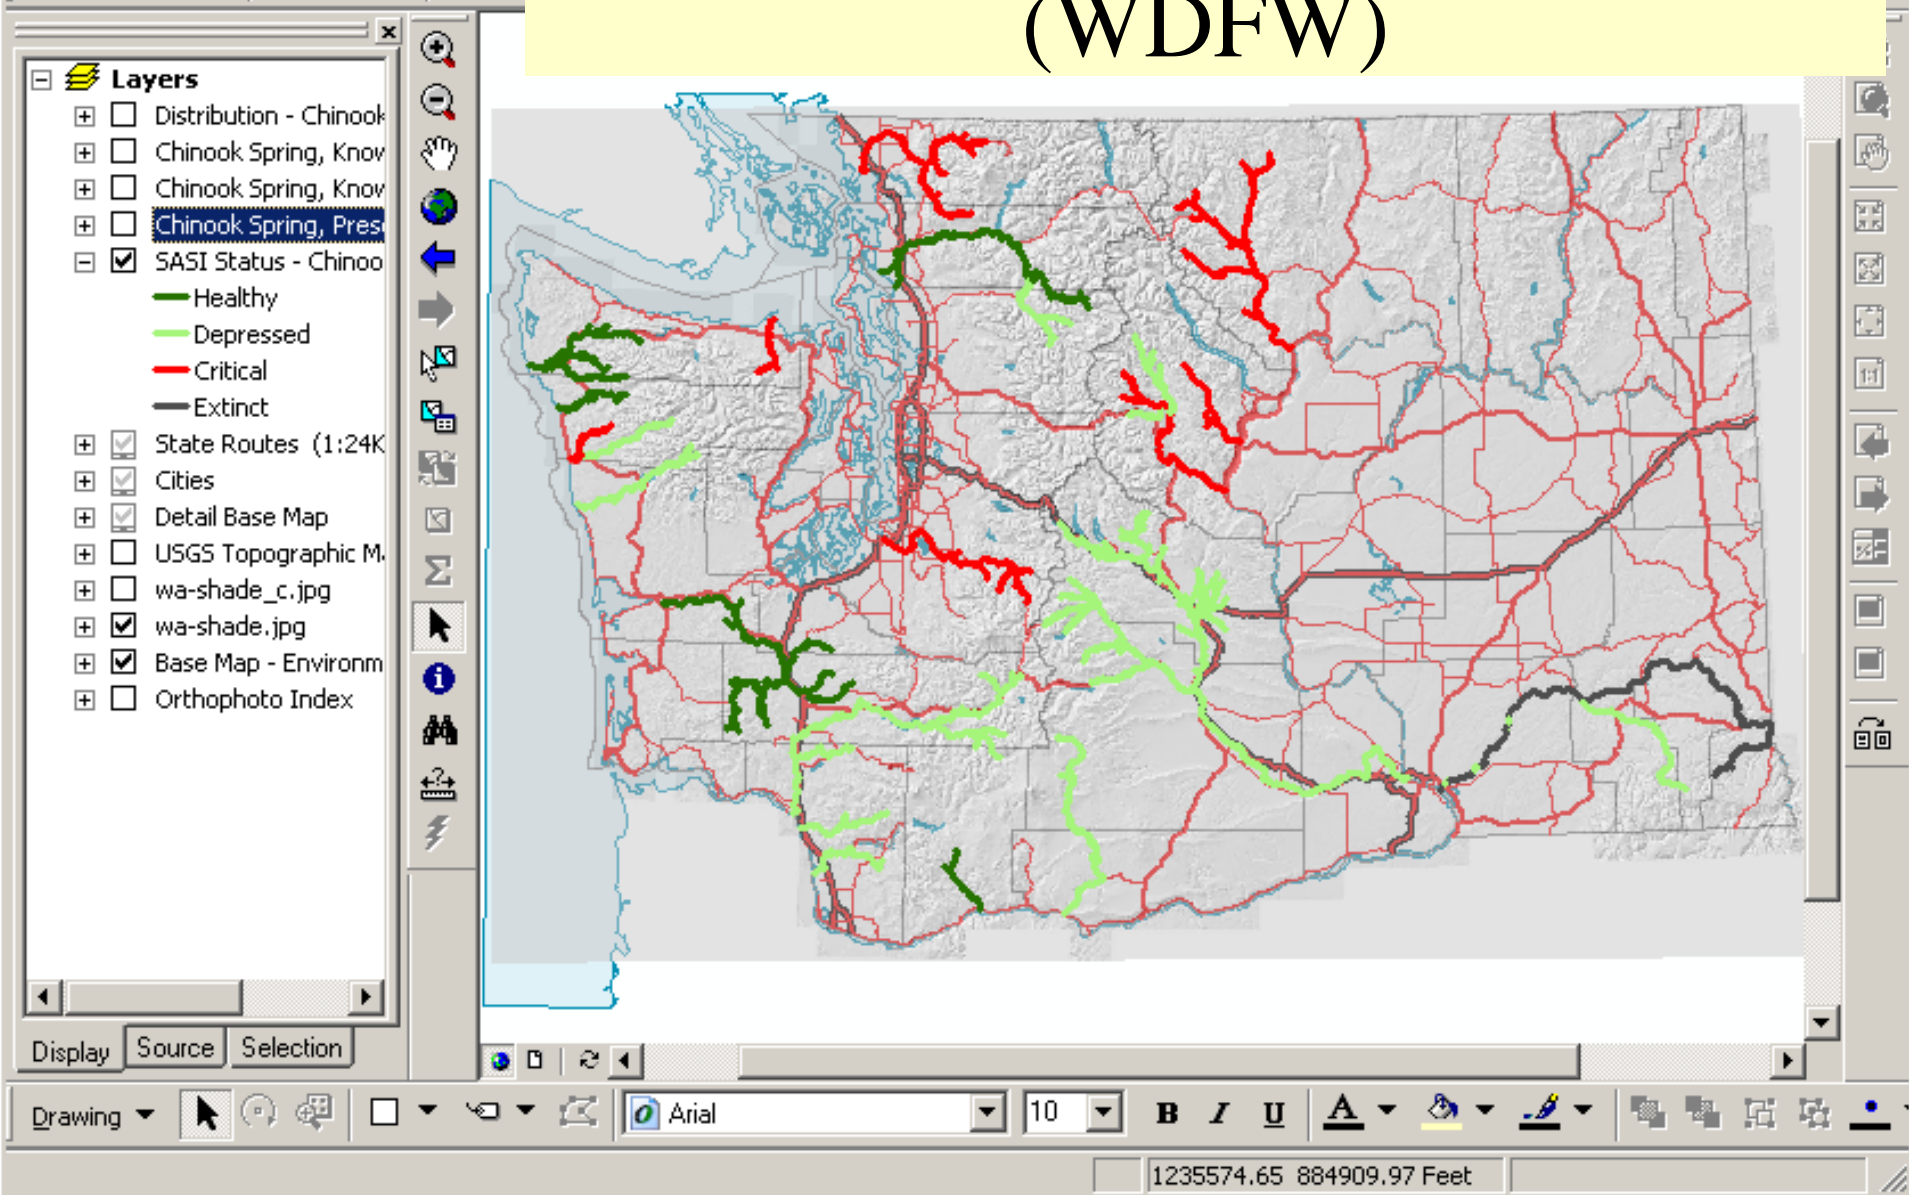 (WDFW)
Layers
Distribution - Chinook
Chinook Spring, Know
Chinook Spring, Know
Chinook Spring, Pres
SASI Status - Chinoo
Healthy
Depressed
Critical
Extinct
State Routes (1:24K
Cities
Detail Base Map
USGS Topographic M
wa-shade_c.jpg
wa-shade.jpg
Base Map - Environm
Orthophoto Index
Display Source Selection
1:1
Drawing
Arial
10
B I U A
1235574.65 884909.97 Feet